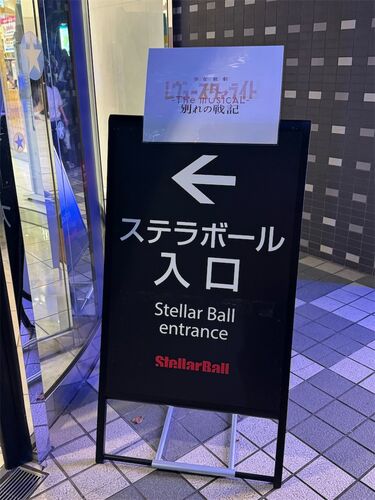 少女歌劇
レヴュースタァライト
-The MUSICAL-
別れの戦記
ステラボール
入口
Stellar Ball
entrance
StellarBall